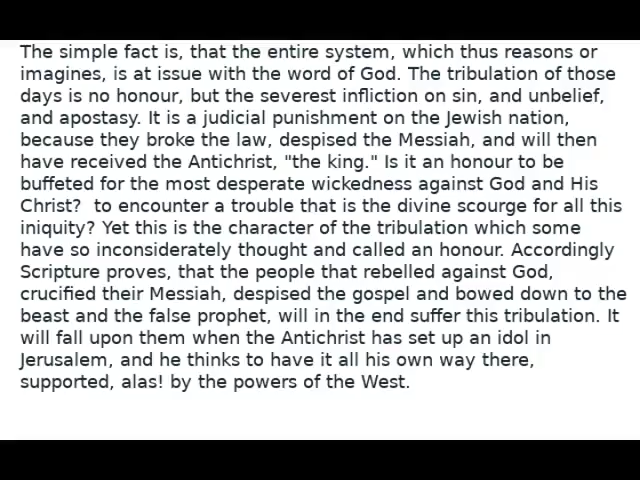 The simple fact is, that the entire system, which thus reasons or
imagines, is at issue with the word of God. The tribulation of those
days is no honour, but the severest infliction on sin, and unbelief,
and apostasy. It is a judicial punishment on the Jewish nation,
because they broke the law, despised the Messiah, and will then
have received the Antichrist, "the king." Is it an honour to be
buffeted for the most desperate wickedness against God and His
Christ?  to encounter a trouble that is the divine scourge for all this
iniquity? Yet this is the character of the tribulation which some
have so inconsiderately thought and called an honour. Accordingly
Scripture proves, that the people that rebelled against God,
crucified their Messiah, despised the gospel and bowed down to the
beast and the false prophet, will in the end suffer this tribulation. It
will fall upon them when the Antichrist has set up an idol in
Jerusalem, and he thinks to have it all his own way there,
supported, alas! by the powers of the West.